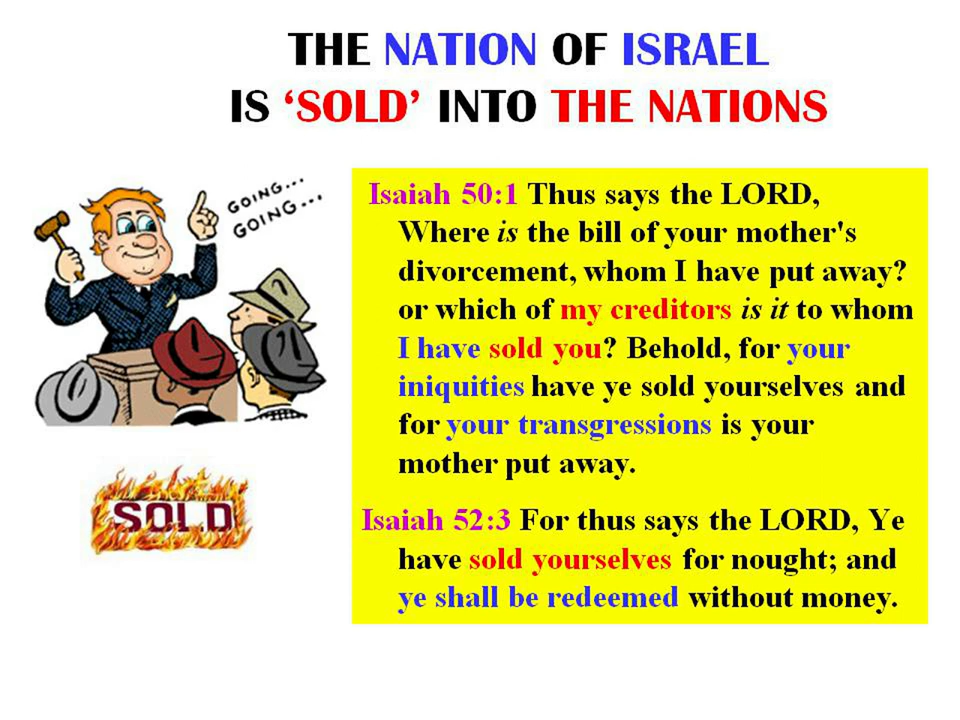 THE NATION OF ISRAEL
IS ‘SOLD’ INTO THE NATIONS
GOING...
GOING...
SOLD
Isaiah 50:1 Thus says the LORD,
Where is the bill of your mother's
divorcement, whom I have put away?
or which of my creditors is it to whom
I have sold you? Behold, for your
iniquities have ye sold yourselves and
for your transgressions is your
mother put away.
Isaiah 52:3 For thus says the LORD, Ye
have sold yourselves for nought; and
ye shall be redeemed without money.